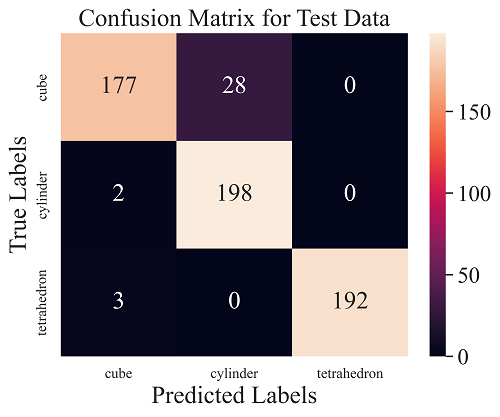 Confusion Matrix for Test Data
True Labels
cube
177 28 0
cylinder
2 198 0
tetrahedron
3 0 192
cube cylinder tetrahedron
Predicted Labels
150
100
50
0